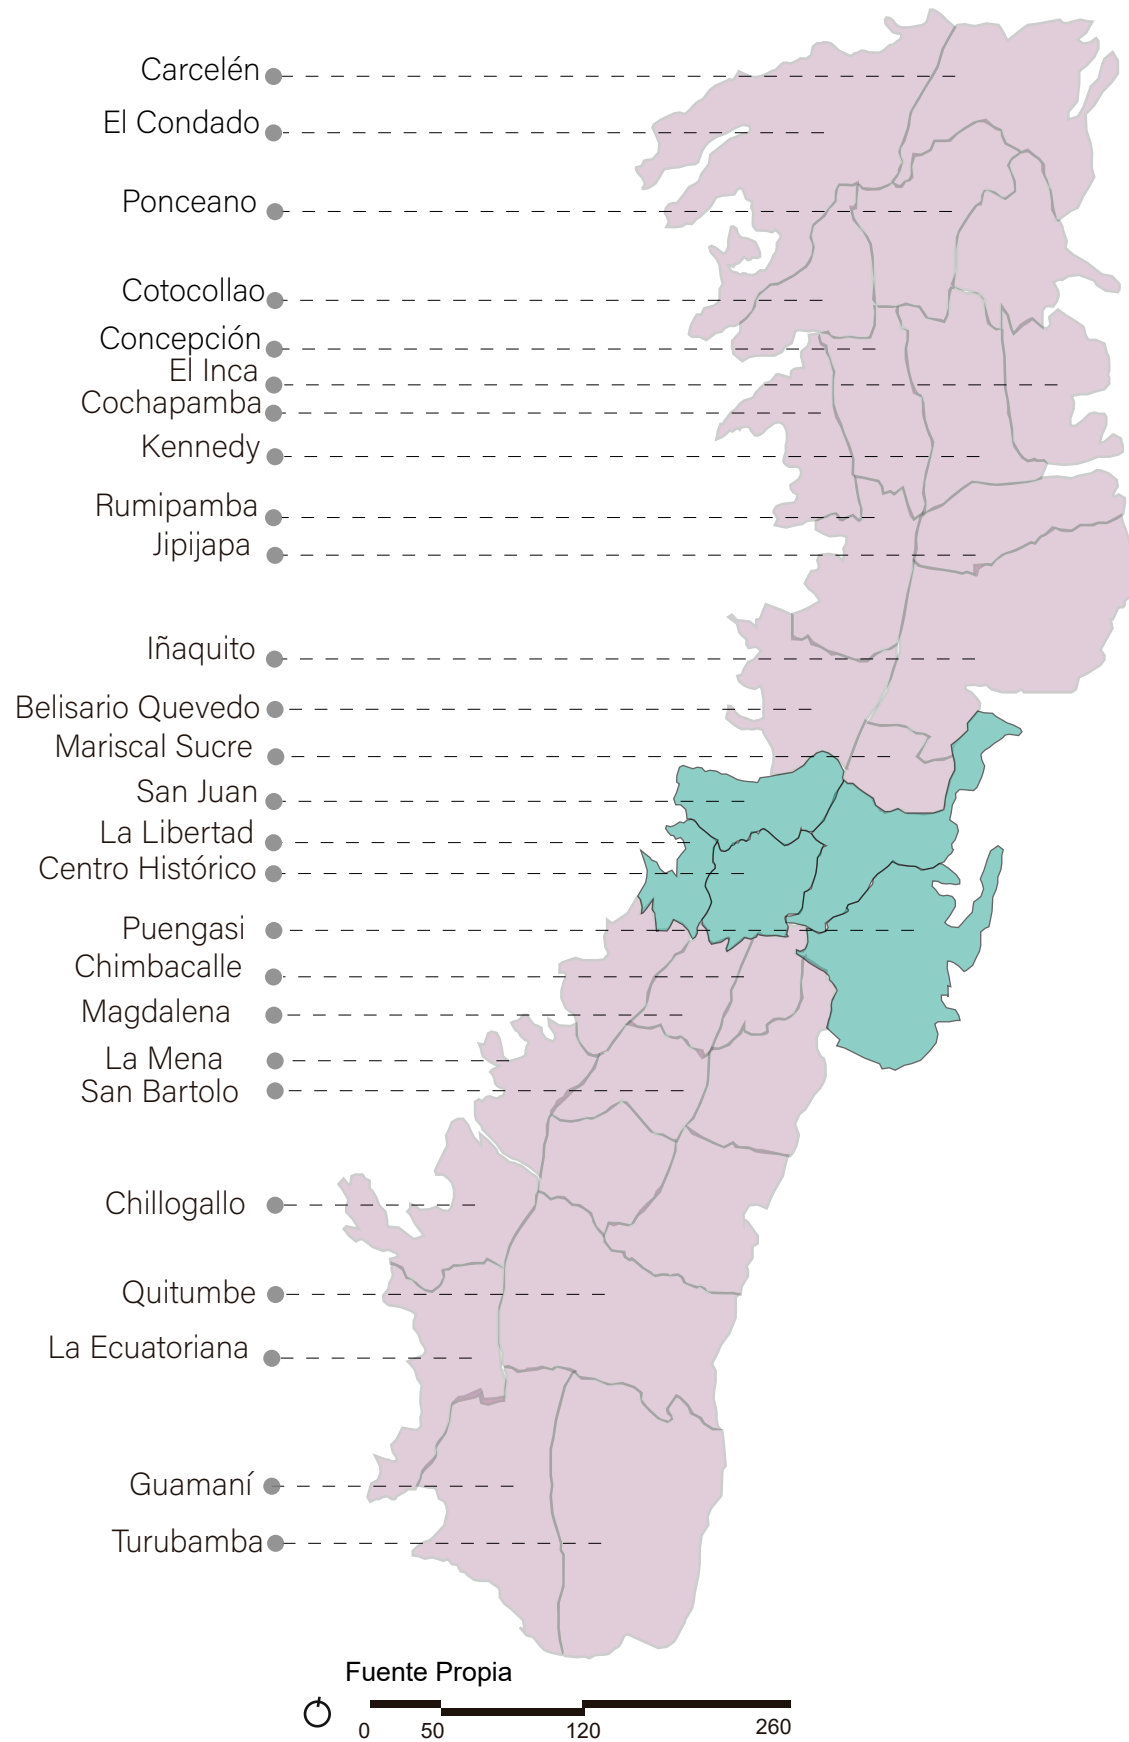 Carcelén
El Condado
Ponceano
Cotocollao
Concepción
El Inca
Cochapamba
Kennedy
Rumipamba
Jipijapa
Iñaquito
Belisario Quevedo
Mariscal Sucre
San Juan
La Libertad
Centro Histórico
Puengasi
Chimbacalle
Magdalena
La Mena
San Bartolo
Chillogallo
Quitumbe
La Ecuatoriana
Guamaní
Turubamba
Fuente Propia
0 50 120 260